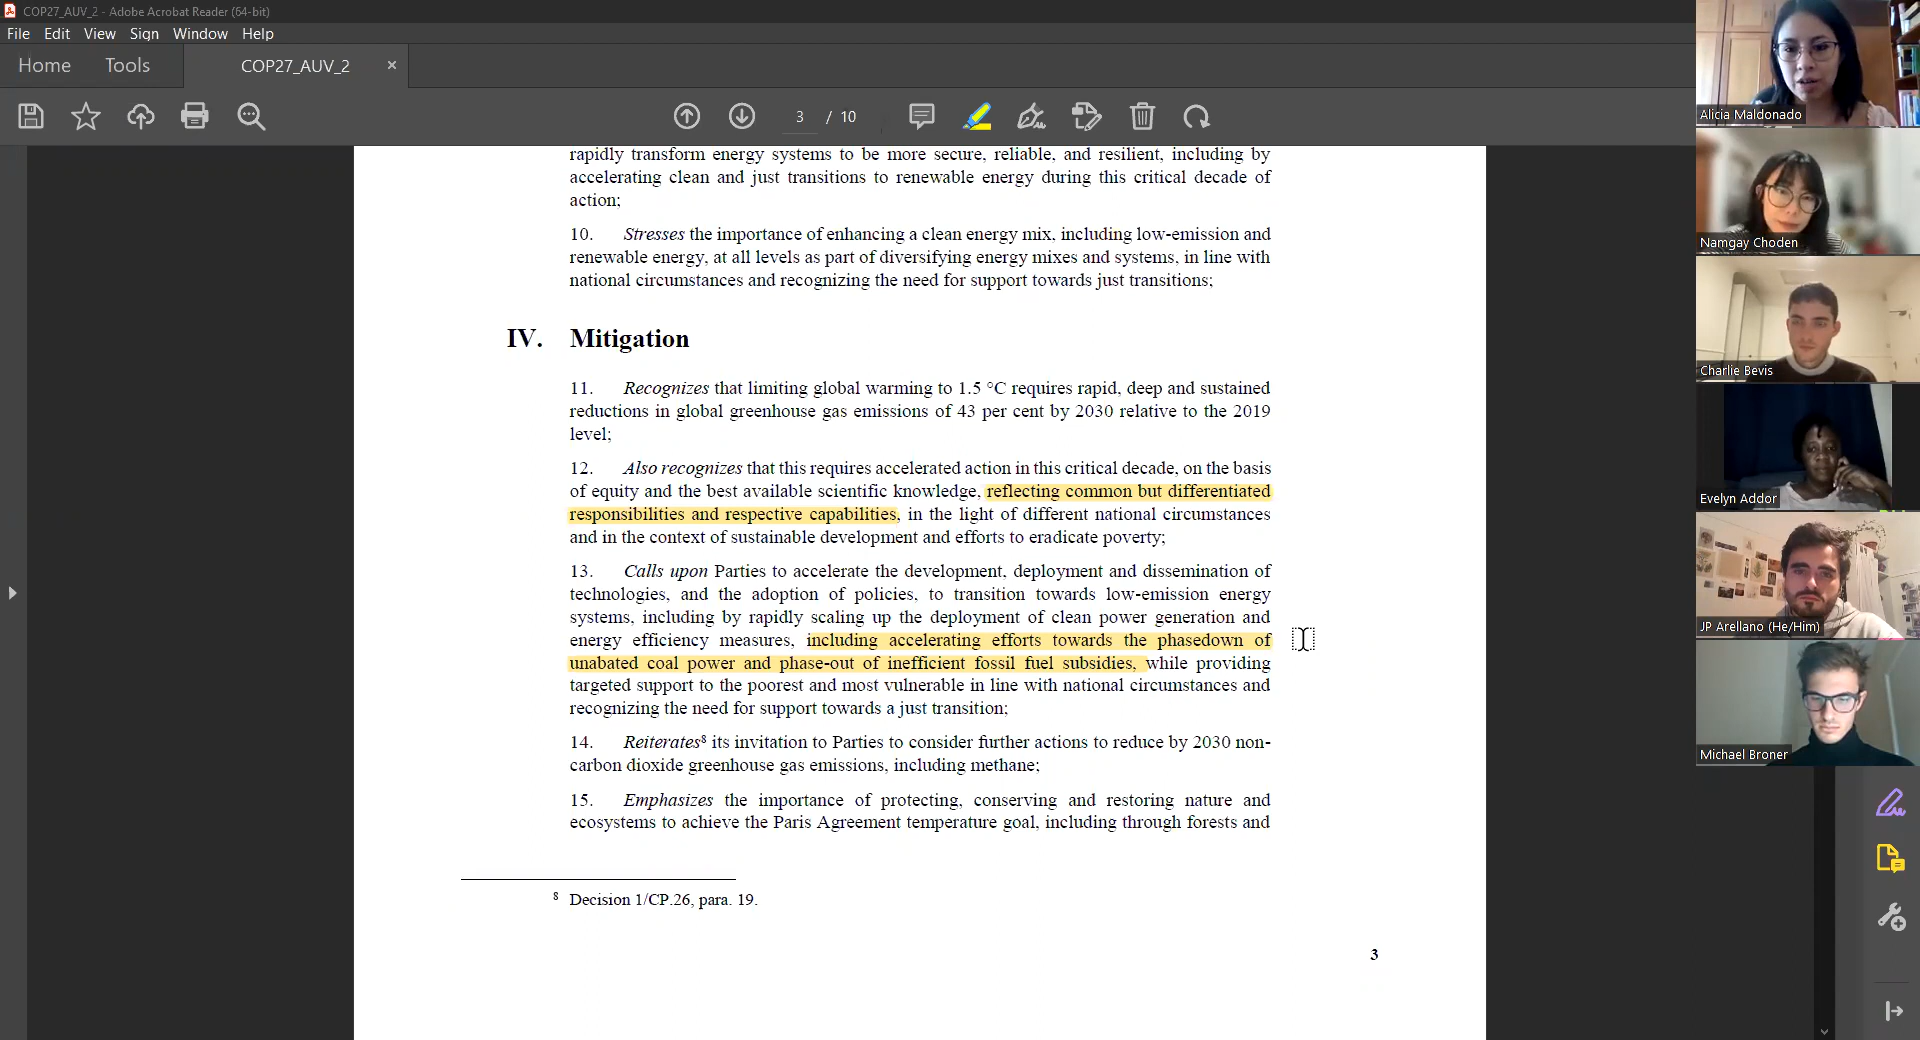 COP27_AUV_2 - Adobe Acrobat Reader (64-bit)
File Edit View Sign Window Help
Home Tools COP27_AUV_2 ×
3 / 10
rapidly transform energy systems to be more secure, reliable, and resilient, including by
accelerating clean and just transitions to renewable energy during this critical decade of
action;
10. Stresses the importance of enhancing a clean energy mix, including low-emission and
renewable energy, at all levels as part of diversifying energy mixes and systems, in line with
national circumstances and recognizing the need for support towards just transitions;
IV. Mitigation
11. Recognizes that limiting global warming to 1.5 °C requires rapid, deep and sustained
reductions in global greenhouse gas emissions of 43 per cent by 2030 relative to the 2019
level;
12. Also recognizes that this requires accelerated action in this critical decade, on the basis
of equity and the best available scientific knowledge, reflecting common but differentiated
responsibilities and respective capabilities, in the light of different national circumstances
and in the context of sustainable development and efforts to eradicate poverty;
13. Calls upon Parties to accelerate the development, deployment and dissemination of
technologies, and the adoption of policies, to transition towards low-emission energy
systems, including by rapidly scaling up the deployment of clean power generation and
energy efficiency measures, including accelerating efforts towards the phasedown of
unabated coal power and phase-out of inefficient fossil fuel subsidies, while providing
targeted support to the poorest and most vulnerable in line with national circumstances and
recognizing the need for support towards a just transition;
14. Reiterates⁸ its invitation to Parties to consider further actions to reduce by 2030 non-
carbon dioxide greenhouse gas emissions, including methane;
15. Emphasizes the importance of protecting, conserving and restoring nature and
ecosystems to achieve the Paris Agreement temperature goal, including through forests and
⁸ Decision 1/CP.26, para. 19.
3
Alicia Maldonado
Namgay Choden
Charlie Bevis
Evelyn Addor
JP Arellano (He/Him)
Michael Broner